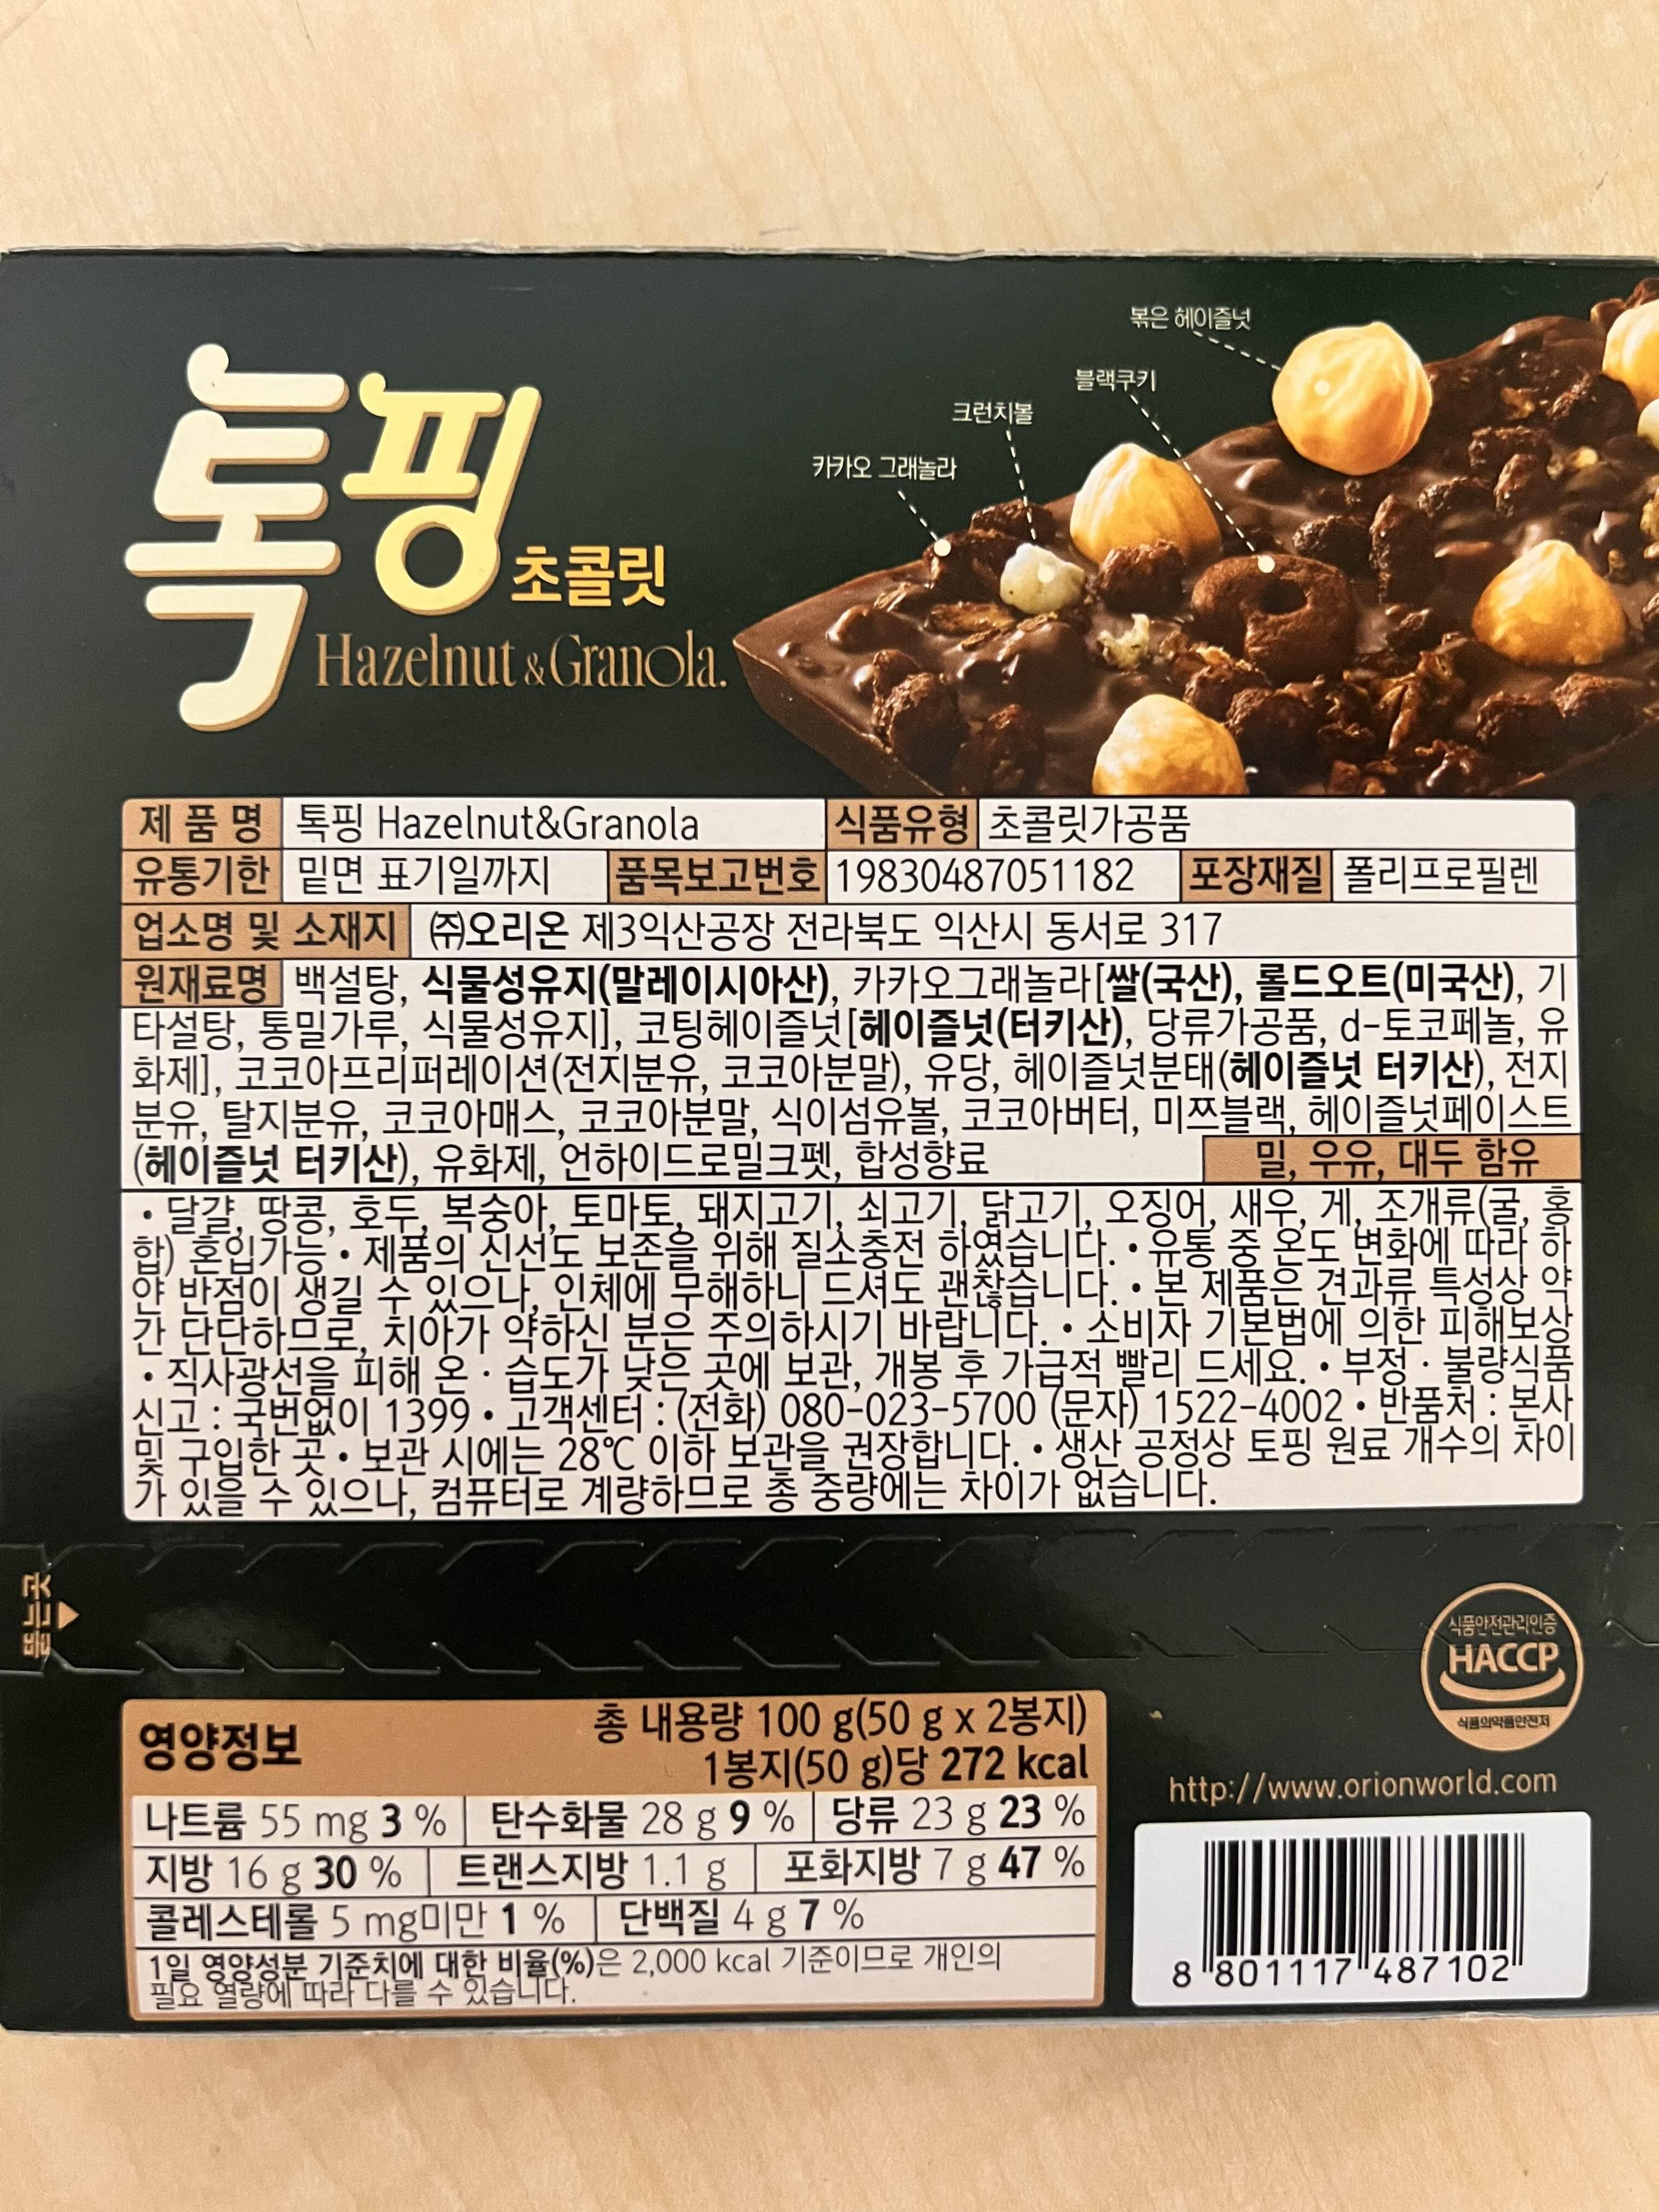 볶은 헤이즐넛
블랙쿠키
크런치볼
카카오 그래놀라
톡핑 초콜릿
Hazelnut & Granola.
제 품 명 톡핑 Hazelnut&Granola 식품유형 초콜릿가공품
유통기한 밑면 표기일까지 품목보고번호 19830487051182 포장재질 폴리프로필렌
업소명 및 소재지 ㈜오리온 제3익산공장 전라북도 익산시 동서로 317
원재료명 백설탕, 식물성유지(말레이시아산), 카카오그래놀라[쌀(국산), 롤드오트(미국산), 기
타설탕, 통밀가루, 식물성유지], 코팅헤이즐넛[헤이즐넛(터키산), 당류가공품, d-토코페놀, 유
화제], 코코아프리퍼레이션(전지분유, 코코아분말), 유당, 헤이즐넛분태(헤이즐넛 터키산), 전지
분유, 탈지분유, 코코아매스, 코코아분말, 식이섬유볼, 코코아버터, 미쯔블랙, 헤이즐넛페이스트
(헤이즐넛 터키산), 유화제, 언하이드로밀크펫, 합성향료 밀, 우유, 대두 함유
• 달걀, 땅콩, 호두, 복숭아, 토마토, 돼지고기, 쇠고기, 닭고기, 오징어, 새우, 게, 조개류(굴, 홍
합) 혼입가능 • 제품의 신선도 보존을 위해 질소충전 하였습니다. • 유통 중 온도 변화에 따라 하
얀 반점이 생길 수 있으나, 인체에 무해하니 드셔도 괜찮습니다. • 본 제품은 견과류 특성상 약
간 단단하므로, 치아가 약하신 분은 주의하시기 바랍니다. • 소비자 기본법에 의한 피해보상
• 직사광선을 피해 온 · 습도가 낮은 곳에 보관, 개봉 후 가급적 빨리 드세요. • 부정 · 불량식품
신고 : 국번없이 1399 • 고객센터 : (전화) 080-023-5700 (문자) 1522-4002 • 반품처 : 본사
및 구입한 곳 • 보관 시에는 28℃ 이하 보관을 권장합니다. • 생산 공정상 토핑 원료 개수의 차이
가 있을 수 있으나, 컴퓨터로 계량하므로 총 중량에는 차이가 없습니다.
뜯는곳
식품안전관리인증
HACCP
식품의약품안전처
영양정보 총 내용량 100 g(50 g x 2봉지)
1봉지(50 g)당 272 kcal
나트륨 55 mg 3 % 탄수화물 28 g 9 % 당류 23 g 23 %
지방 16 g 30 % 트랜스지방 1.1 g 포화지방 7 g 47 %
콜레스테롤 5 mg미만 1 % 단백질 4 g 7 %
1일 영양성분 기준치에 대한 비율(%)은 2,000 kcal 기준이므로 개인의
필요 열량에 따라 다를 수 있습니다.
http://www.orionworld.com
8 801117 487102